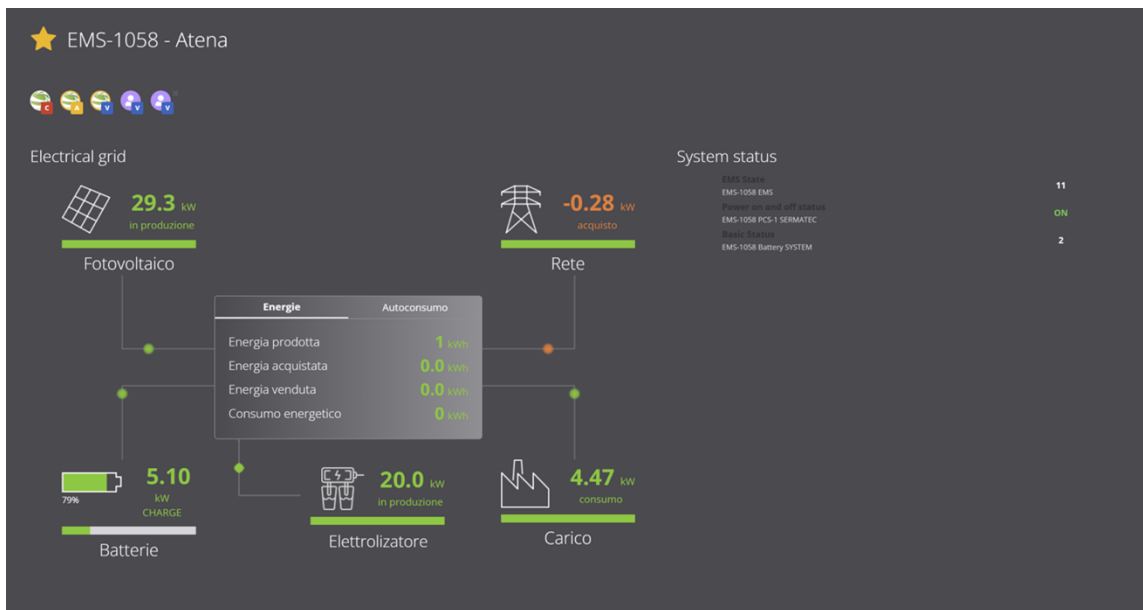 EMS-1058 - Atena
C A V V V
Electrical grid
29.3 kW
in produzione
Fotovoltaico
-0.28 kW
acquisto
Rete
Energie Autoconsumo
Energia prodotta 1 kWh
Energia acquistata 0.0 kWh
Energia venduta 0.0 kWh
Consumo energetico 0 kWh
79%
5.10
kW
CHARGE
Batterie
20.0 kW
in produzione
Elettrolizatore
4.47 kW
consumo
Carico
System status
EMS State
EMS-1058 EMS 11
Power on and off status
EMS-1058 PCS-1 SERMATEC ON
Basic Status
EMS-1058 Battery SYSTEM 2